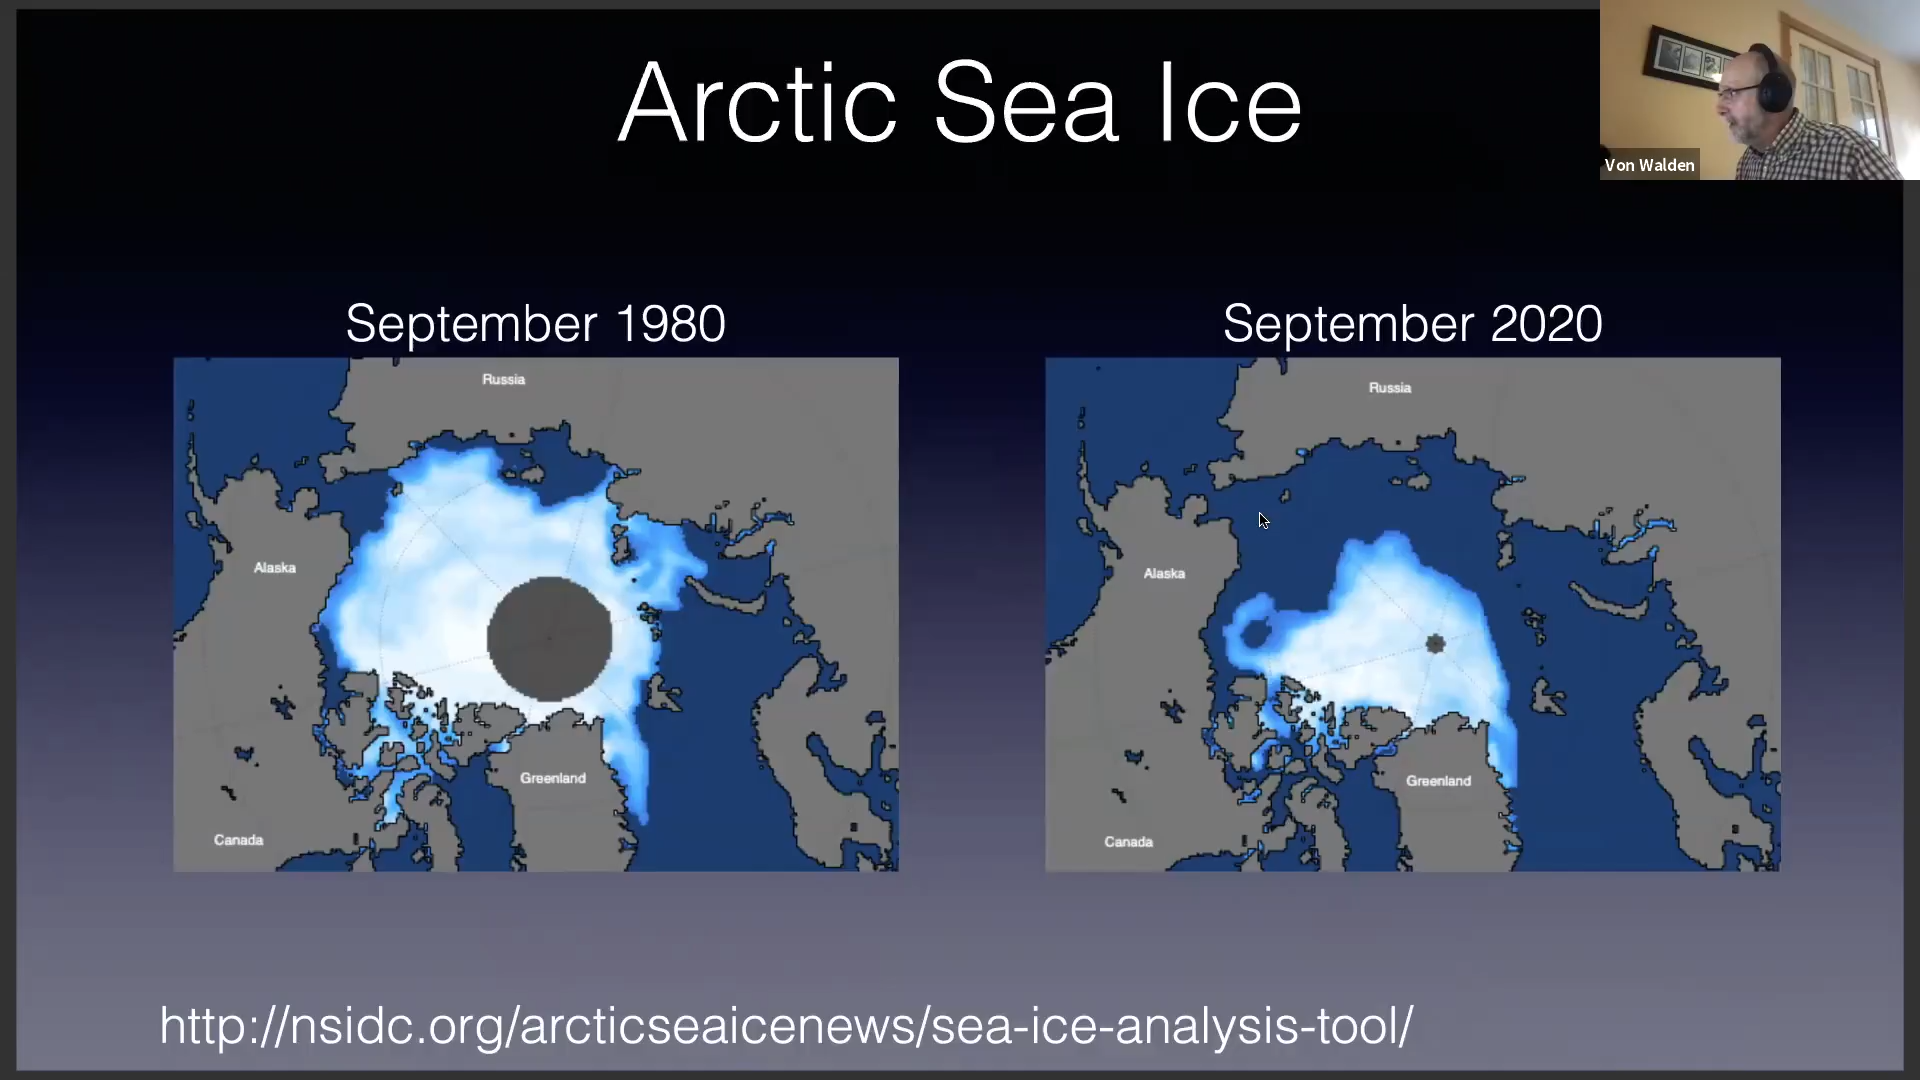 Arctic Sea Ice
Von Walden
September 1980
September 2020
Russia
Alaska
Greenland
Canada
Russia
Alaska
Greenland
Canada
http://nsidc.org/arcticseaicenews/sea-ice-analysis-tool/